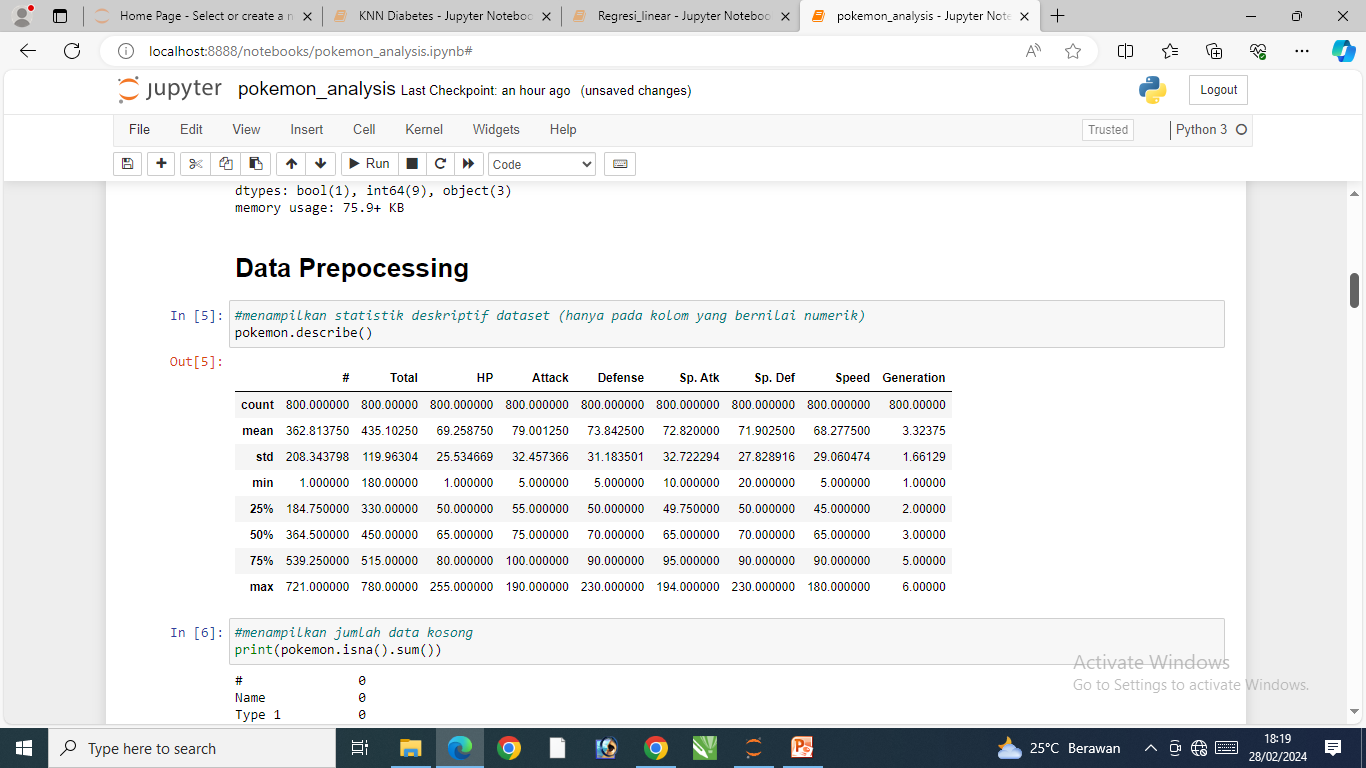 Home Page - Select or create a n
KNN Diabetes - Jupyter Noteboo
Regresi_linear - Jupyter Noteboo
pokemon_analysis - Jupyter Note
localhost:8888/notebooks/pokemon_analysis.ipynb#
jupyter pokemon_analysis Last Checkpoint: an hour ago (unsaved changes)
Logout
File Edit View Insert Cell Kernel Widgets Help
Trusted
Python 3
Run
Code
dtypes: bool(1), int64(9), object(3)
memory usage: 75.9+ KB
Data Prepocessing
In [5]: #menampilkan statistik deskriptif dataset (hanya pada kolom yang bernilai numerik)
pokemon.describe()
Out[5]:
# Total HP Attack Defense Sp. Atk Sp. Def Speed Generation
count 800.000000 800.00000 800.000000 800.000000 800.000000 800.000000 800.000000 800.000000 800.00000
mean 362.813750 435.10250 69.258750 79.001250 73.842500 72.820000 71.902500 68.277500 3.32375
std 208.343798 119.96304 25.534669 32.457366 31.183501 32.722294 27.828916 29.060474 1.66129
min 1.000000 180.00000 1.000000 5.000000 5.000000 10.000000 20.000000 5.000000 1.00000
25% 184.750000 330.00000 50.000000 55.000000 50.000000 49.750000 50.000000 45.000000 2.00000
50% 364.500000 450.00000 65.000000 75.000000 70.000000 65.000000 70.000000 65.000000 3.00000
75% 539.250000 515.00000 80.000000 100.000000 90.000000 95.000000 90.000000 90.000000 5.00000
max 721.000000 780.00000 255.000000 190.000000 230.000000 194.000000 230.000000 180.000000 6.00000
In [6]: #menampilkan jumlah data kosong
print(pokemon.isna().sum())
# 0
Name 0
Type 1 0
Activate Windows
Go to Settings to activate Windows.
Type here to search
25°C Berawan
18:19
28/02/2024